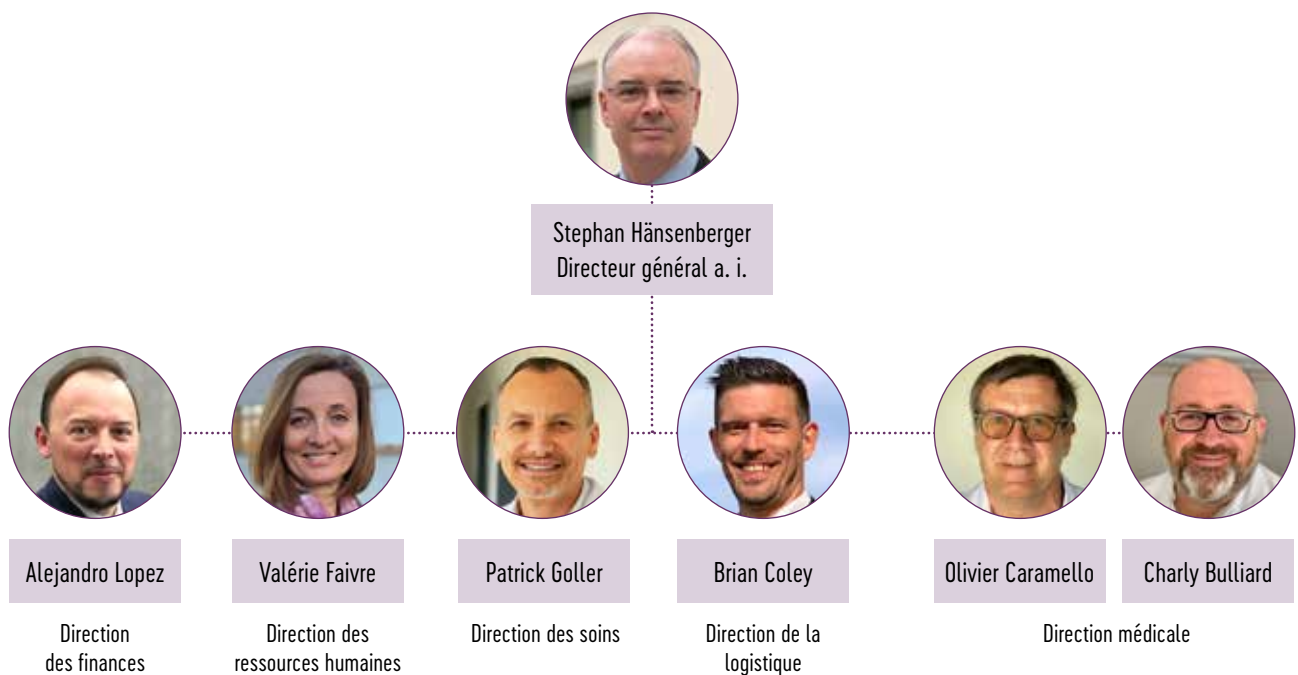 Stephan Hänsenberger
Directeur général a. i.
Alejandro Lopez
Valérie Faivre
Patrick Goller
Brian Coley
Olivier Caramello
Charly Bulliard
Direction
des finances
Direction des
ressources humaines
Direction des soins
Direction de la
logistique
Direction médicale